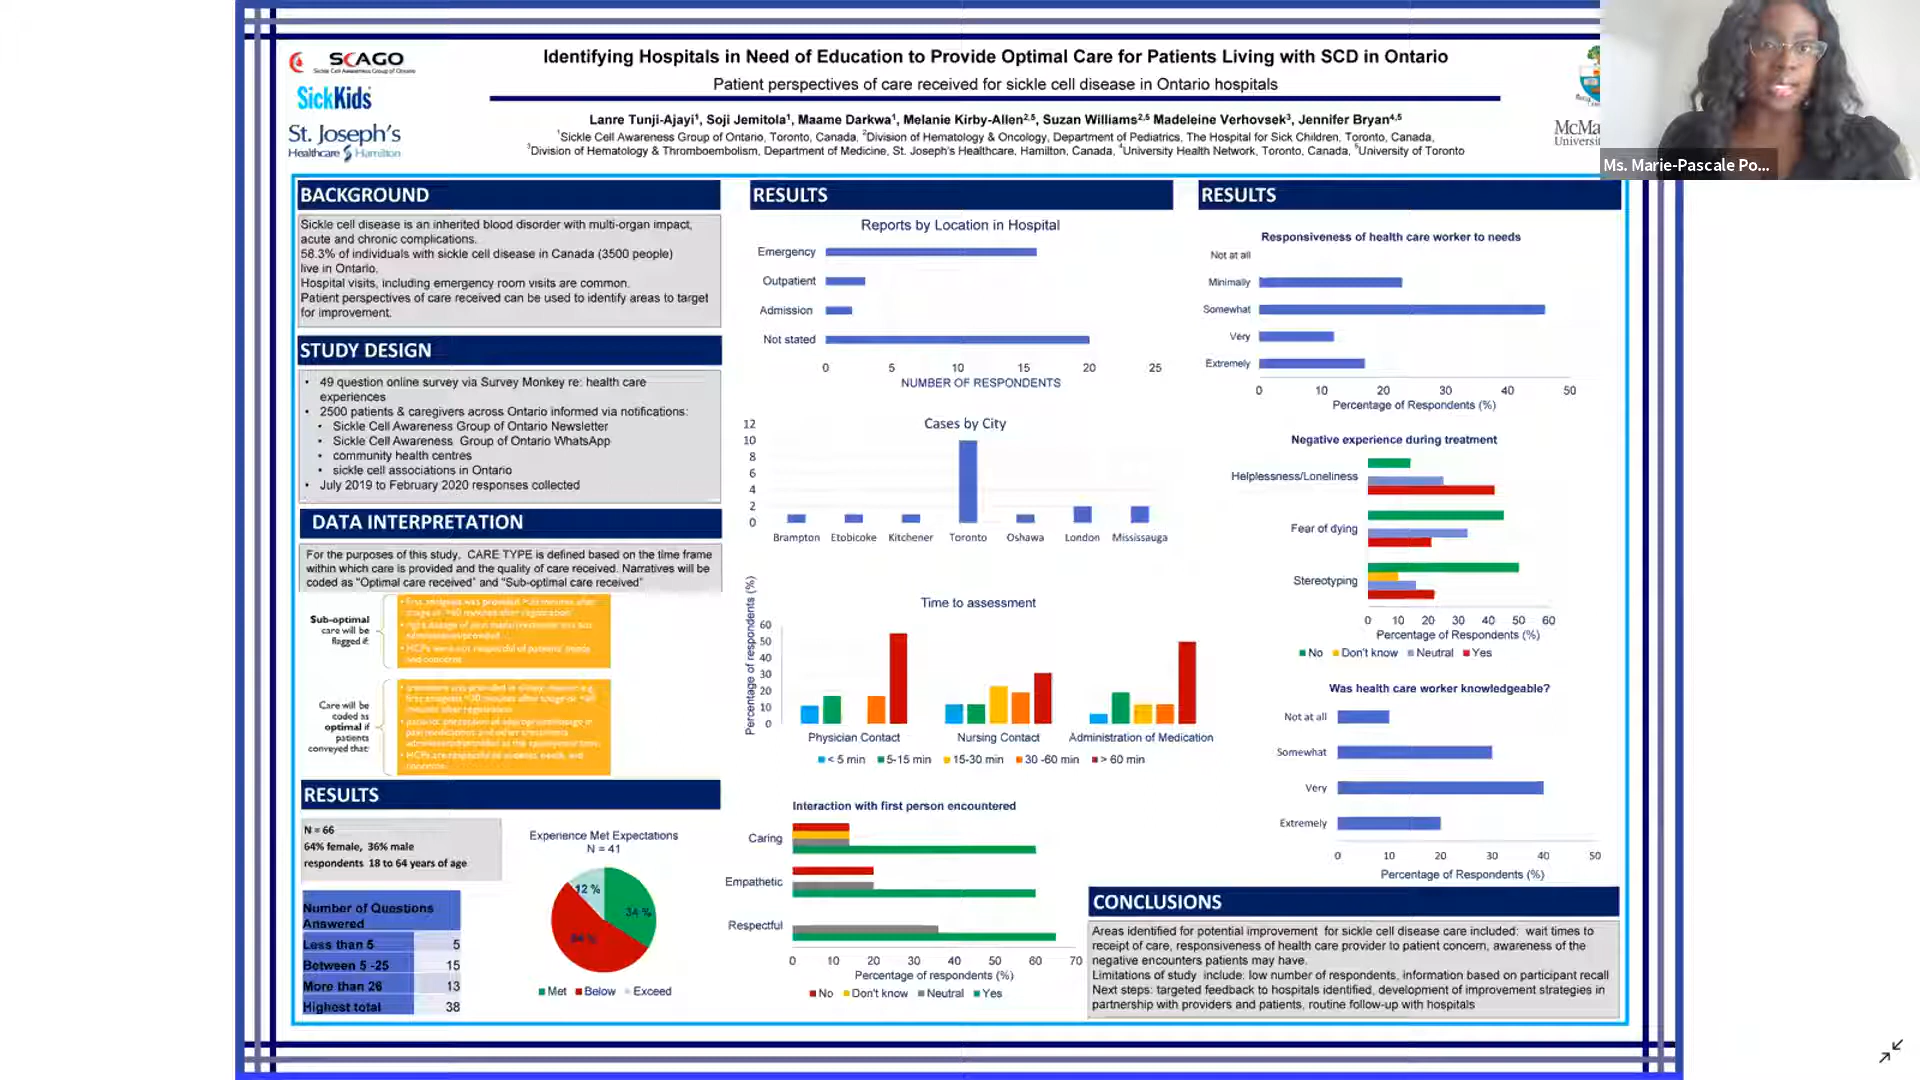 SCAGO
Sickle Cell Awareness Group of Ontario
SickKids
St. Joseph's
Healthcare Hamilton
Identifying Hospitals in Need of Education to Provide Optimal Care for Patients Living with SCD in Ontario
Patient perspectives of care received for sickle cell disease in Ontario hospitals
Lanre Tunji-Ajayi¹, Soji Jemitola¹, Maame Darkwa¹, Melanie Kirby-Allen²,⁵, Suzan Williams²,⁵ Madeleine Verhovsek³, Jennifer Bryan⁴,⁵
¹Sickle Cell Awareness Group of Ontario, Toronto, Canada, ²Division of Hematology & Oncology, Department of Pediatrics, The Hospital for Sick Children, Toronto, Canada,
³Division of Hematology & Thromboembolism, Department of Medicine, St. Joseph's Healthcare, Hamilton, Canada, ⁴University Health Network, Toronto, Canada, ⁵University of Toronto
McMa
Universi
Ms. Marie-Pascale Po...
BACKGROUND
Sickle cell disease is an inherited blood disorder with multi-organ impact,
acute and chronic complications.
58.3% of individuals with sickle cell disease in Canada (3500 people)
live in Ontario.
Hospital visits, including emergency room visits are common.
Patient perspectives of care received can be used to identify areas to target
for improvement.
STUDY DESIGN
• 49 question online survey via Survey Monkey re: health care
experiences
• 2500 patients & caregivers across Ontario informed via notifications:
• Sickle Cell Awareness Group of Ontario Newsletter
• Sickle Cell Awareness Group of Ontario WhatsApp
• community health centres
• sickle cell associations in Ontario
• July 2019 to February 2020 responses collected
DATA INTERPRETATION
For the purposes of this study, CARE TYPE is defined based on the time frame
within which care is provided and the quality of care received. Narratives will be
coded as "Optimal care received" and "Sub-optimal care received"
Sub-optimal
care will be
flagged if:
Care will be
coded as
optimal if
patients
conveyed that:
RESULTS
N = 66
64% female, 36% male
respondents 18 to 64 years of age
Number of Questions
Answered
Less than 5 5
Between 5 -25 15
More than 26 13
Highest total 38
Experience Met Expectations
N = 41
12 %
34 %
Met Below Exceed
RESULTS
Reports by Location in Hospital
Emergency
Outpatient
Admission
Not stated
0 5 10 15 20 25
NUMBER OF RESPONDENTS
Cases by City
12
10
8
6
4
2
0
Brampton Etobicoke Kitchener Toronto Oshawa London Mississauga
Time to assessment
Percentage of respondents (%)
60
50
40
30
20
10
0
Physician Contact Nursing Contact Administration of Medication
< 5 min 5-15 min 15-30 min 30 -60 min > 60 min
Interaction with first person encountered
Caring
Empathetic
Respectful
0 10 20 30 40 50 60 70
Percentage of respondents (%)
No Don't know Neutral Yes
RESULTS
Responsiveness of health care worker to needs
Not at all
Minimally
Somewhat
Very
Extremely
0 10 20 30 40 50
Percentage of Respondents (%)
Negative experience during treatment
Helplessness/Loneliness
Fear of dying
Stereotyping
0 10 20 30 40 50 60
Percentage of Respondents (%)
No Don't know Neutral Yes
Was health care worker knowledgeable?
Not at all
Somewhat
Very
Extremely
0 10 20 30 40 50
Percentage of Respondents (%)
CONCLUSIONS
Areas identified for potential improvement for sickle cell disease care included: wait times to
receipt of care, responsiveness of health care provider to patient concern, awareness of the
negative encounters patients may have.
Limitations of study include: low number of respondents, information based on participant recall
Next steps: targeted feedback to hospitals identified, development of improvement strategies in
partnership with providers and patients, routine follow-up with hospitals